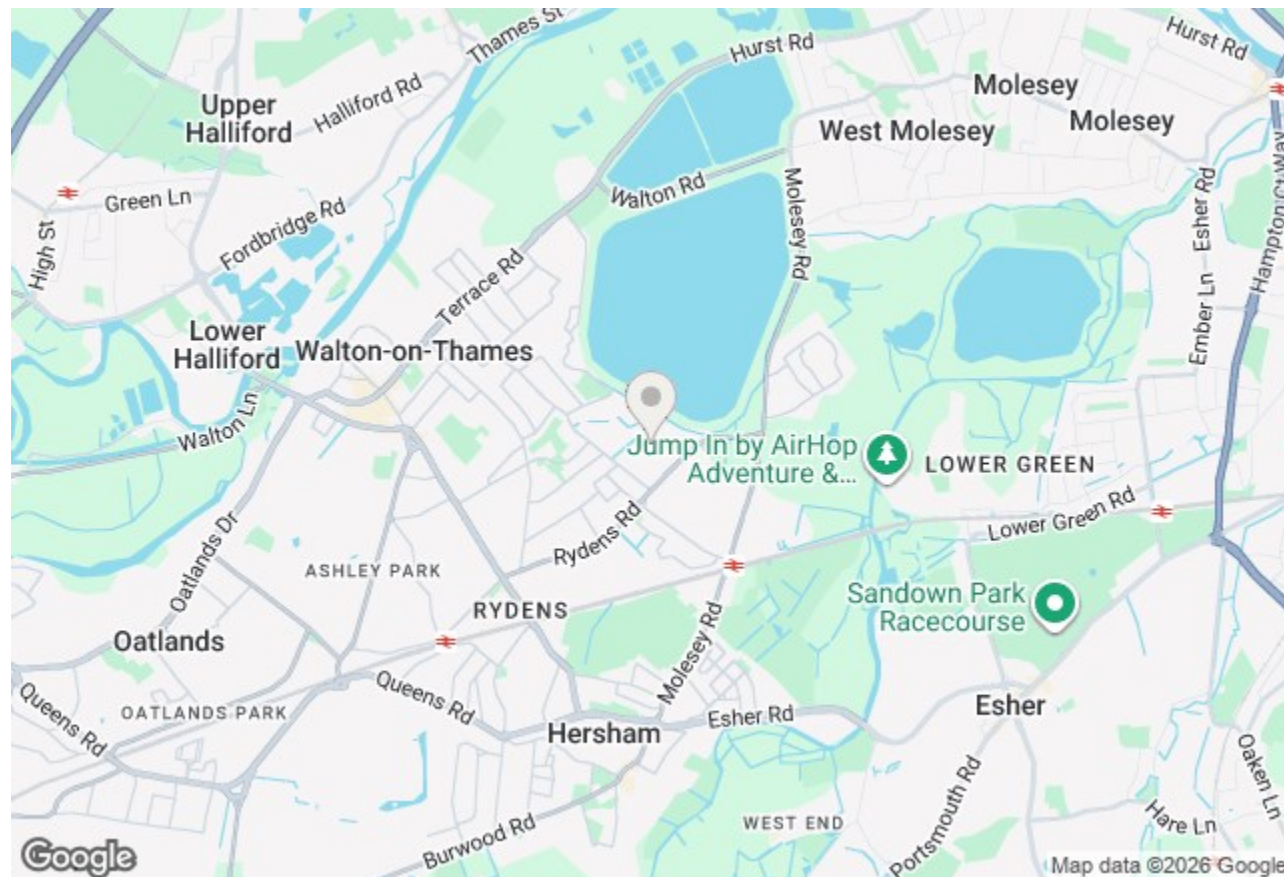 Thames St
Hurst Rd
Hurst Rd
Upper
Halliford
Halliford Rd
Molesey
West Molesey
Molesey
Green Ln
Walton Rd
Molesey Rd
High St
Fordbridge Rd
Terrace Rd
Ember Ln
Esher Rd
Hampton Ct Way
Lower
Halliford
Walton-on-Thames
Walton Ln
Jump In by AirHop
Adventure &...
LOWER GREEN
Oatlands Dr
Rydens Rd
Lower Green Rd
ASHLEY PARK
RYDENS
Sandown Park
Racecourse
Oatlands
Molesey Rd
Queens Rd
Queens Rd
OATLANDS PARK
Hersham
Esher Rd
Esher
Oaken Ln
Portsmouth Rd
Hare Ln
WEST END
Burwood Rd
Google
Map data ©2026 Google